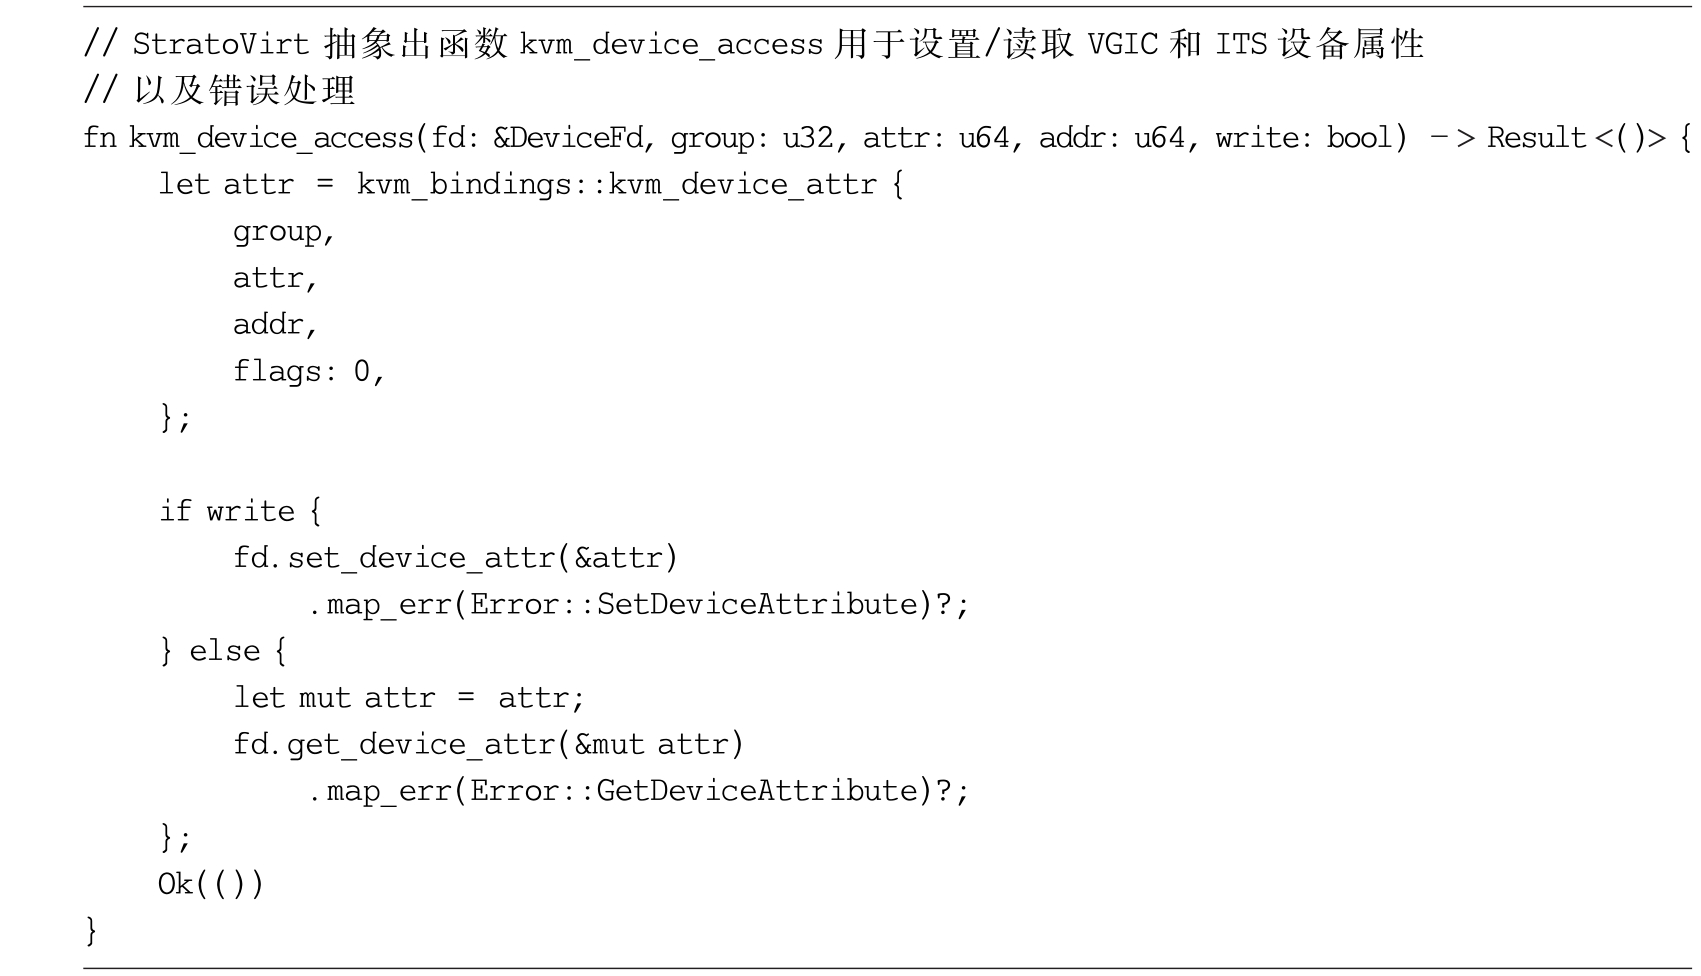 // StratoVirt 抽象出函数 kvm_device_access 用于设置/读取 VGIC 和 ITS 设备属性
// 以及错误处理
fn kvm_device_access(fd: &DeviceFd, group: u32, attr: u64, addr: u64, write: bool) -> Result<()> {
    let attr = kvm_bindings::kvm_device_attr {
        group,
        attr,
        addr,
        flags: 0,
    };

    if write {
        fd.set_device_attr(&attr)
            .map_err(Error::SetDeviceAttribute)?;
    } else {
        let mut attr = attr;
        fd.get_device_attr(&mut attr)
            .map_err(Error::GetDeviceAttribute)?;
    };
    Ok(())
}